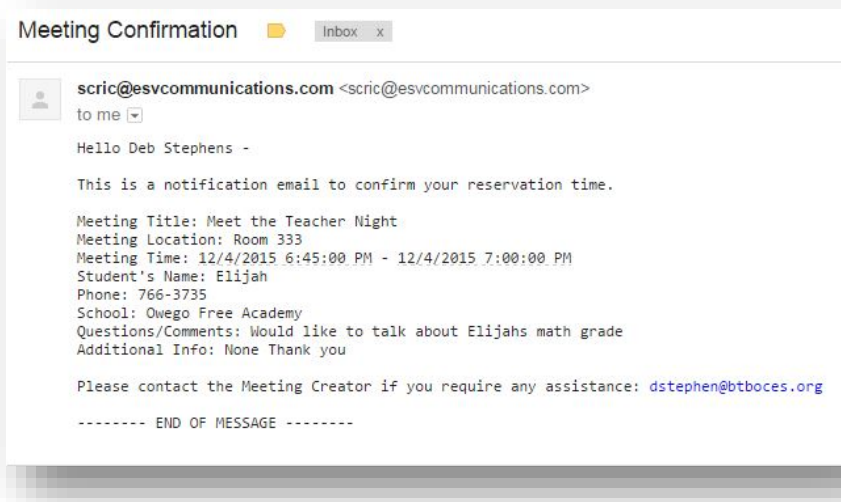 Meeting Confirmation Inbox x
scric@esvcommunications.com <scric@esvcommunications.com>
to me
Hello Deb Stephens -
This is a notification email to confirm your reservation time.
Meeting Title: Meet the Teacher Night
Meeting Location: Room 333
Meeting Time: 12/4/2015 6:45:00 PM - 12/4/2015 7:00:00 PM
Student's Name: Elijah
Phone: 766-3735
School: Owego Free Academy
Questions/Comments: Would like to talk about Elijahs math grade
Additional Info: None Thank you
Please contact the Meeting Creator if you require any assistance: dstephen@btboces.org
-------- END OF MESSAGE --------